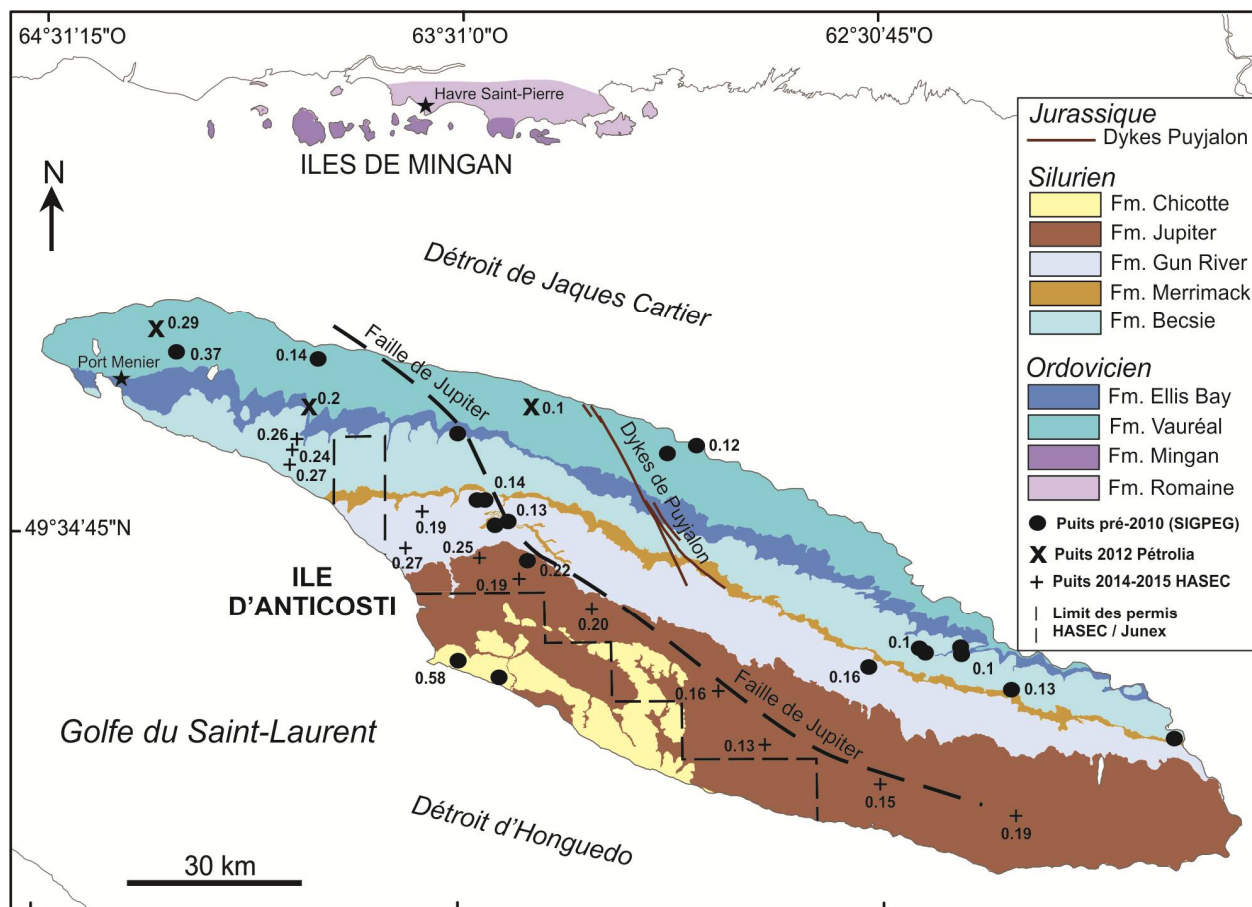 64°31'15"O
63°31'0"O
62°30'45"O
Havre Saint-Pierre
ILES DE MINGAN
N
Détroit de Jaques Cartier
Jurassique
Dykes Puyjalon
Silurien
Fm. Chicotte
Fm. Jupiter
Fm. Gun River
Fm. Merrimack
Fm. Becsie
Ordovicien
Fm. Ellis Bay
Fm. Vauréal
Fm. Mingan
Fm. Romaine
Puits pré-2010 (SIGPEG)
X Puits 2012 Pétrolia
+ Puits 2014-2015 HASEC
Limit des permis
HASEC / Junex
X 0.29
0.37
Port Menier
0.14
Faille de Jupiter
X 0.2
X 0.1
0.12
0.26 +
0.24 +
0.27 +
Dykes de Puyjalon
0.14
0.13
+ 0.19
49°34'45"N
+ 0.27
0.25 +
0.22
0.19 +
ILE
D'ANTICOSTI
+ 0.20
0.1
0.1
0.16
0.13
0.58
0.16 +
Faille de Jupiter
Golfe du Saint-Laurent
0.13 +
+ 0.15
+ 0.19
Détroit d'Honguedo
30 km